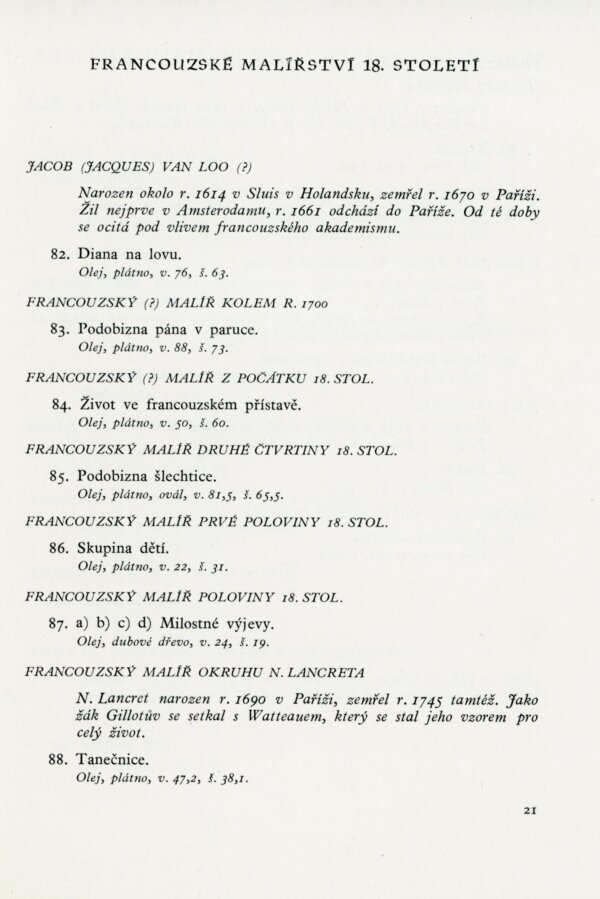 FRANCOUZSKÉ MALÍŘSTVÍ 18. STOLETÍ
JACOB (JACQUES) VAN LOO (?)
Narozen okolo r. 1614 v Sluis v Holandsku, zemřel r. 1670 v Paříži.
Žil nejprve v Amsterodamu, r. 1661 odchází do Paříže. Od té doby
se ocitá pod vlivem francouzského akademismu.
82. Diana na lovu.
Olej, plátno, v. 76, š. 63.
FRANCOUZSKÝ (?) MALÍŘ KOLEM R. 1700
83. Podobizna pána v paruce.
Olej, plátno, v. 88, š. 73.
FRANCOUZSKÝ (?) MALÍŘ Z POČÁTKU 18. STOL.
84. Život ve francouzském přístavě.
Olej, plátno, v. 50, š. 60.
FRANCOUZSKÝ MALÍŘ DRUHÉ ČTVRTINY 18. STOL.
85. Podobizna šlechtice.
Olej, plátno, ovál, v. 81,5, š. 65,5.
FRANCOUZSKÝ MALÍŘ PRVÉ POLOVINY 18. STOL.
86. Skupina dětí.
Olej, plátno, v. 22, š. 31.
FRANCOUZSKÝ MALÍŘ POLOVINY 18. STOL.
87. a) b) c) d) Milostné výjevy.
Olej, dubové dřevo, v. 24, š. 19.
FRANCOUZSKÝ MALÍŘ OKRUHU N. LANCRETA
N. Lancret narozen r. 1690 v Paříži, zemřel r. 1745 tamtéž. Jako
žák Gillotův se setkal s Watteauem, který se stal jeho vzorem pro
celý život.
88. Tanečnice.
Olej, plátno, v. 47,2, š. 38,1.
21